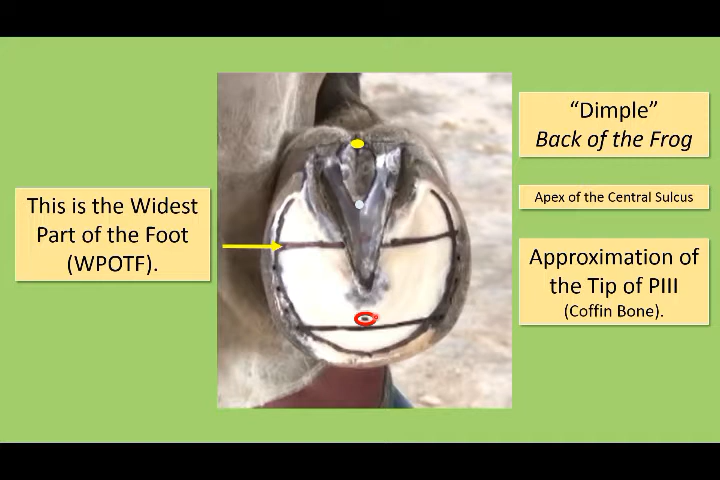 This is the Widest
Part of the Foot
(WPOTF).
“Dimple”
Back of the Frog
Apex of the Central Sulcus
Approximation of
the Tip of PIII
(Coffin Bone).